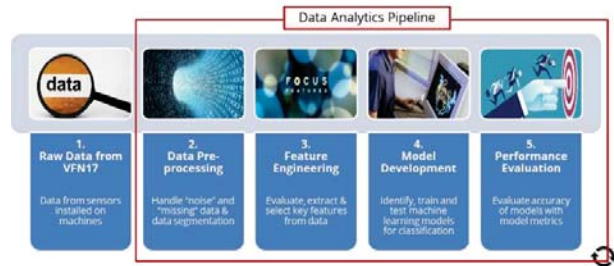 Data Analytics Pipeline
data
FOCUS
FEATURES
1.
Raw Data from
VFN17
Data from sensors
installed on
machines
2.
Data Pre-
processing
Handle "noise" and
"missing" data &
data segmentation
3.
Feature
Engineering
Evaluate, extract &
select key features
from data
4.
Model
Development
Identify, train and
test machine
learning models
for classification
5.
Performance
Evaluation
Evaluate accuracy
of models with
model metrics